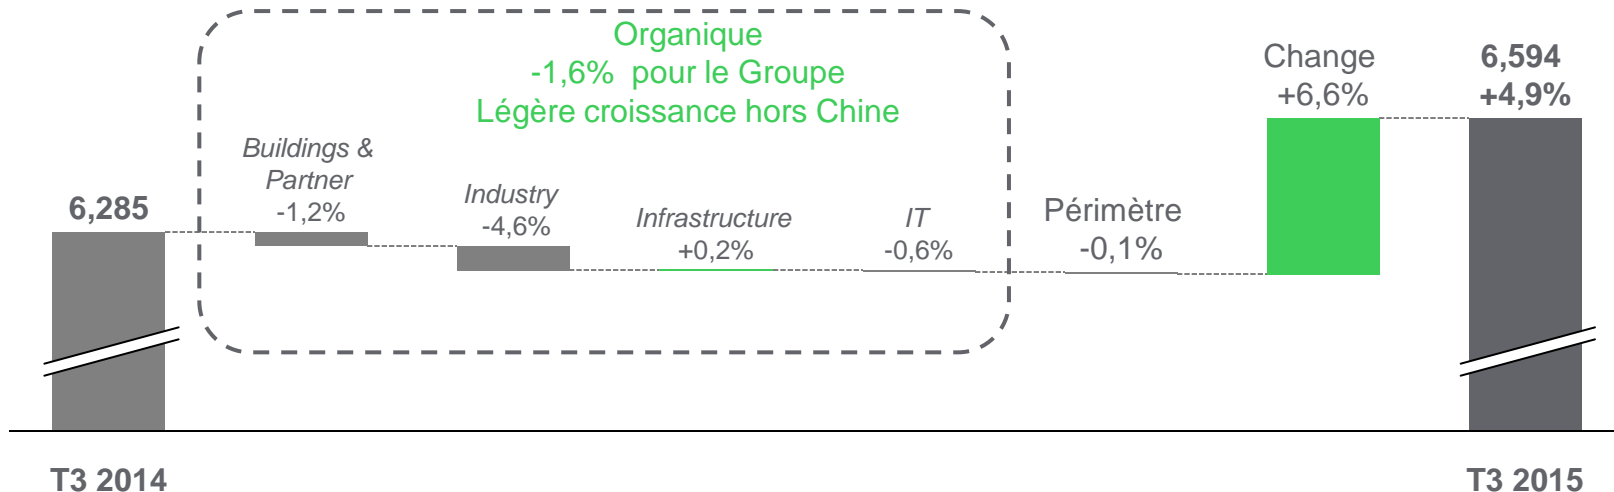 Organique
-1,6% pour le Groupe
Légère croissance hors Chine
6,285
Buildings &
Partner
-1,2%
Industry
-4,6%
Infrastructure
+0,2%
IT
-0,6%
Périmètre
-0,1%
Change
+6,6%
6,594
+4,9%
T3 2014
T3 2015